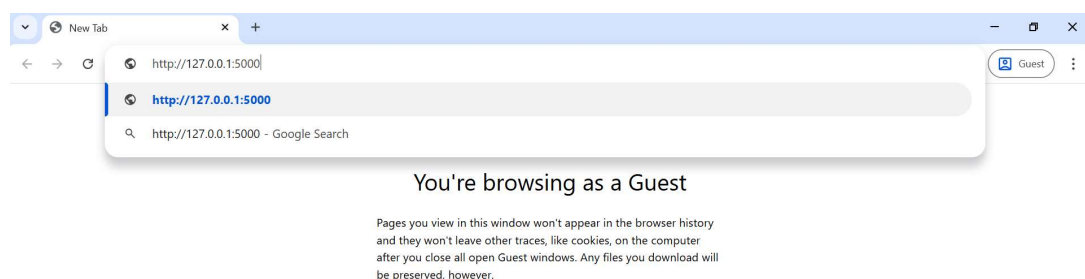 New Tab
http://127.0.0.1:5000
Guest
http://127.0.0.1:5000
http://127.0.0.1:5000 - Google Search
You're browsing as a Guest
Pages you view in this window won't appear in the browser history
and they won't leave other traces, like cookies, on the computer
after you close all open Guest windows. Any files you download will
be preserved, however.